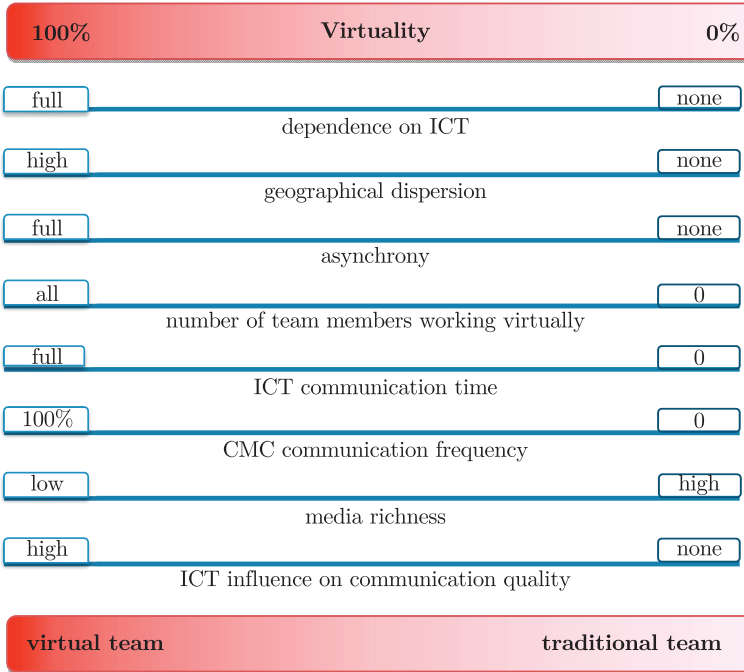 100% Virtuality 0%
full none
dependence on ICT
high none
geographical dispersion
full none
asynchrony
all 0
number of team members working virtually
full 0
ICT communication time
100% 0
CMC communication frequency
low high
media richness
high none
ICT influence on communication quality
virtual team traditional team